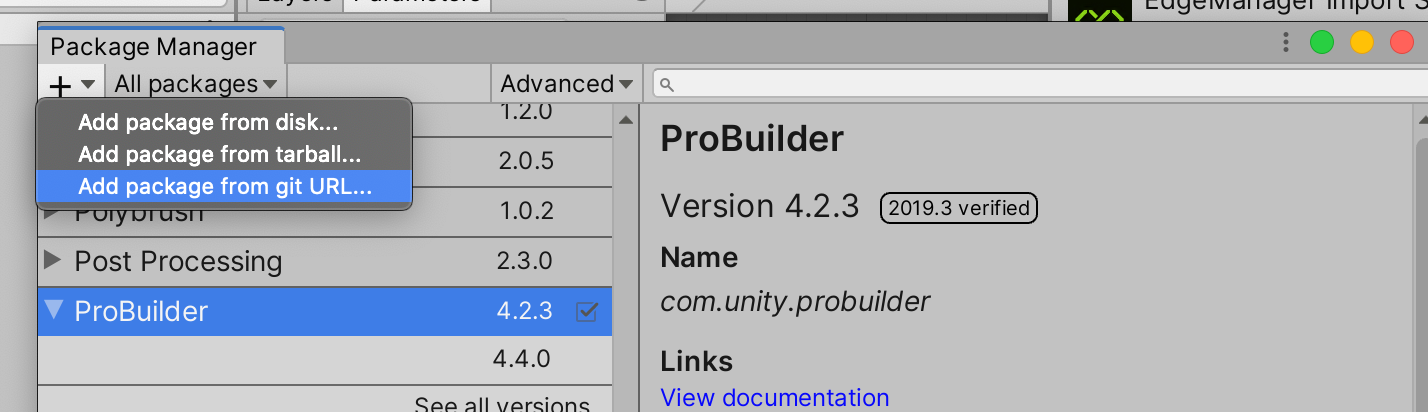 Layers Parameters
EdgeManager Import S
Package Manager
+ All packages Advanced
Add package from disk...
Add package from tarball...
Add package from git URL...
1.2.0
2.0.5
Polybrush 1.0.2
Post Processing 2.3.0
ProBuilder 4.2.3
4.4.0
See all versions
ProBuilder
Version 4.2.3 2019.3 verified
Name
com.unity.probuilder
Links
View documentation